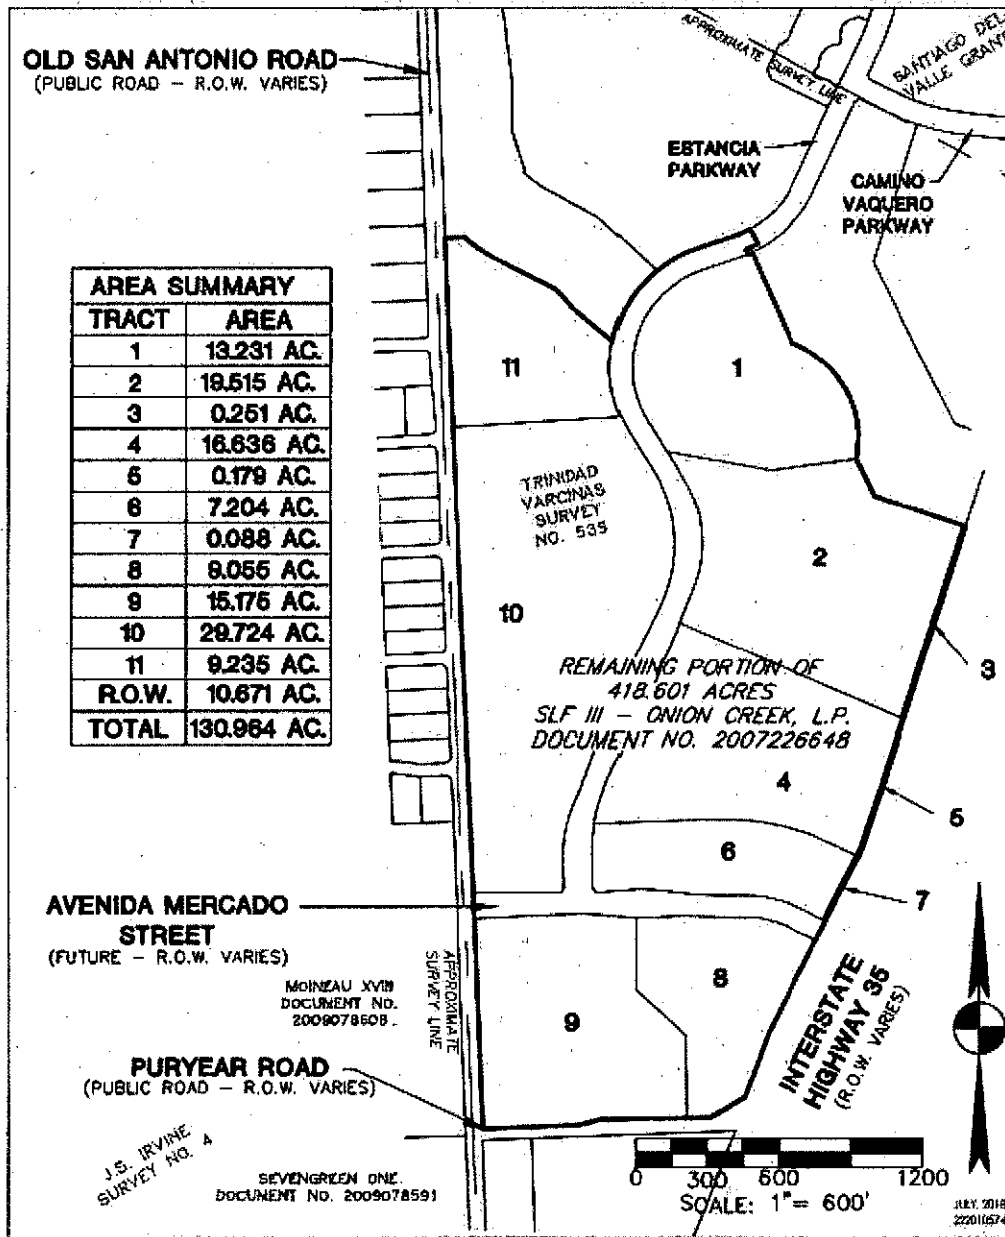 OLD SAN ANTONIO ROAD
(PUBLIC ROAD – R.O.W. VARIES)
APPROXIMATE SURVEY LINE
SANTIAGO DEL
VALLE GRANT
ESTANCIA
PARKWAY
CAMINO
VAQUERO
PARKWAY
AREA SUMMARY
TRACT AREA
1 13.231 AC.
2 19.515 AC.
3 0.251 AC.
4 16.636 AC.
5 0.179 AC.
6 7.204 AC.
7 0.088 AC.
8 9.055 AC.
9 15.175 AC.
10 29.724 AC.
11 9.235 AC.
R.O.W. 10.671 AC.
TOTAL 130.964 AC.
11
1
TRINIDAD
VARCINAS
SURVEY
NO. 535
2
10
REMAINING PORTION OF
418.601 ACRES
SLF III – ONION CREEK, L.P.
DOCUMENT NO. 2007226648
3
4
5
6
7
AVENIDA MERCADO
STREET
(FUTURE – R.O.W. VARIES)
APPROXIMATE
SURVEY LINE
MOINEAU XVIII
DOCUMENT NO.
2009078608.
8
9
INTERSTATE
HIGHWAY 35
(R.O.W. VARIES)
PURYEAR ROAD
(PUBLIC ROAD – R.O.W. VARIES)
J.S. IRVINE
SURVEY NO. 4
SEVENGREEN ONE.
DOCUMENT NO. 2009078591
0 300 600 1200
SCALE: 1"= 600'